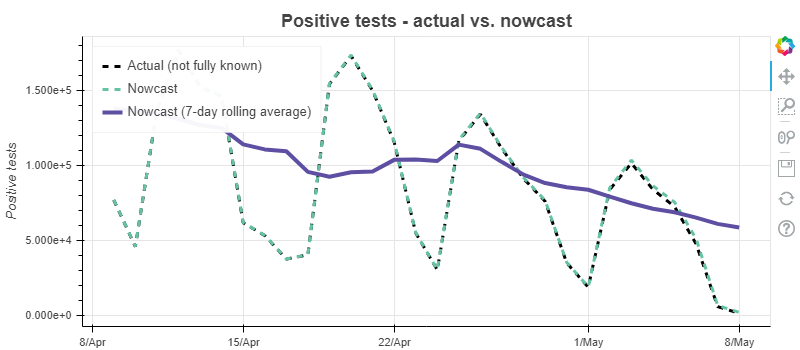 Positive tests - actual vs. nowcast
Actual (not fully known)
Nowcast
Nowcast (7-day rolling average)
Positive tests
1.500e+5
1.000e+5
5.000e+4
0.000e+0
8/Apr
15/Apr
22/Apr
1/May
8/May